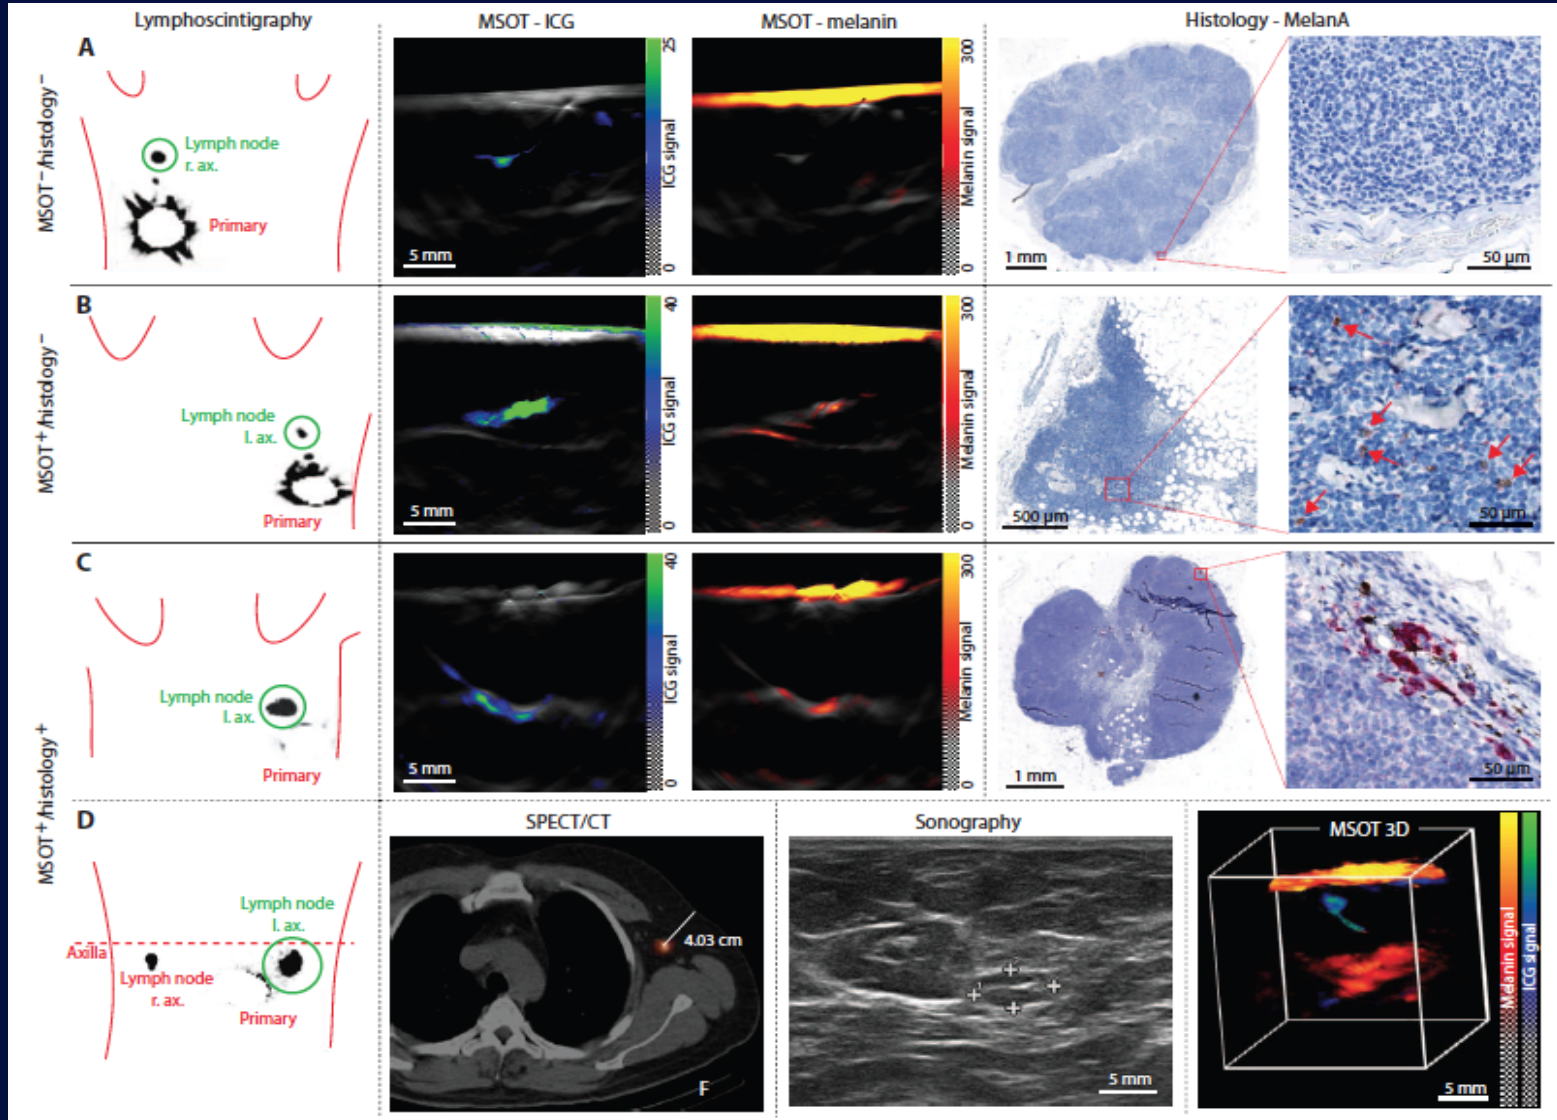 Lymphoscintigraphy
MSOT - ICG
MSOT - melanin
Histology - MelanA
MSOT⁻/histology⁻
A
Lymph node
r. ax.
Primary
5 mm
25
ICG signal
0
300
Melanin signal
0
1 mm
50 µm
MSOT⁺/histology⁻
B
Lymph node
l. ax.
Primary
5 mm
40
ICG signal
0
300
Melanin signal
0
500 µm
50 µm
MSOT⁺/histology⁺
C
Lymph node
l. ax.
Primary
5 mm
40
ICG signal
0
300
Melanin signal
0
1 mm
50 µm
D
Lymph node
l. ax.
Axilla
Lymph node
r. ax.
Primary
SPECT/CT
4.03 cm
F
Sonography
5 mm
MSOT 3D
Melanin signal
ICG signal
5 mm